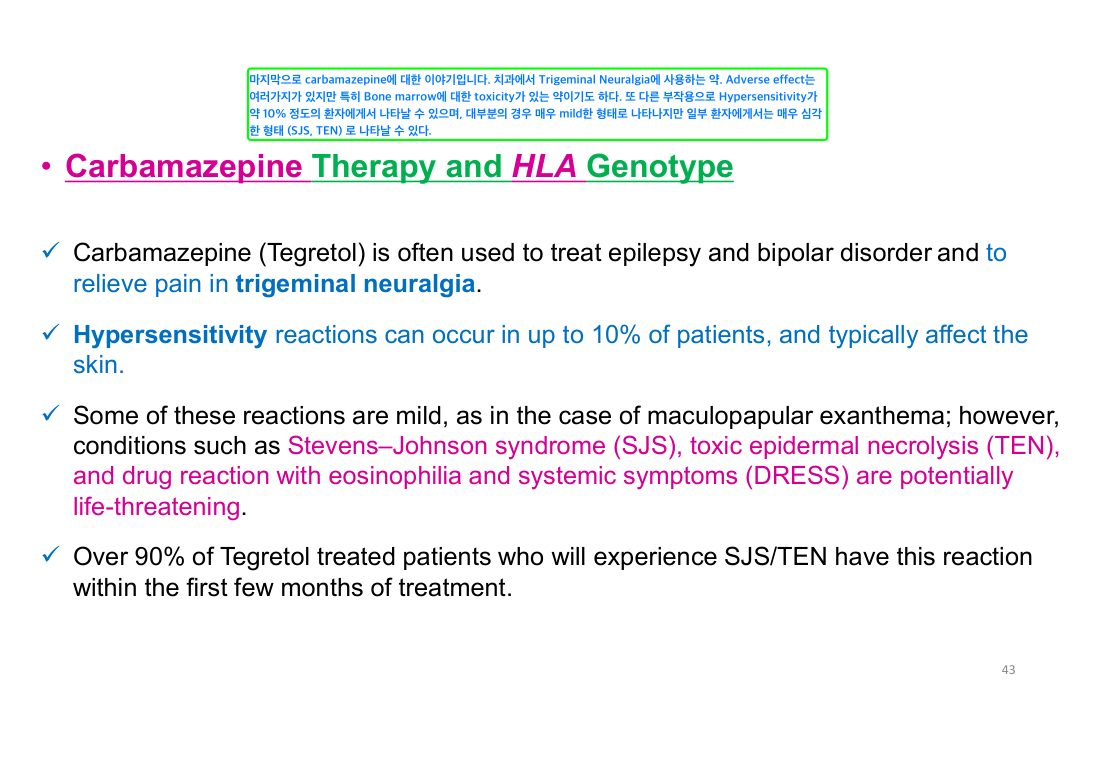 마지막으로 carbamazepine에 대한 이야기입니다. 치과에서 Trigeminal Neuralgia에 사용하는 약. Adverse effect는
여러가지가 있지만 특히 Bone marrow에 대한 toxicity가 있는 약이기도 하다. 또 다른 부작용으로 Hypersensitivity가
약 10% 정도의 환자에게서 나타날 수 있으며, 대부분의 경우 매우 mild한 형태로 나타나지만 일부 환자에게서는 매우 심각
한 형태 (SJS, TEN) 로 나타날 수 있다.
• Carbamazepine Therapy and HLA Genotype
✓ Carbamazepine (Tegretol) is often used to treat epilepsy and bipolar disorder and to
relieve pain in trigeminal neuralgia.
✓ Hypersensitivity reactions can occur in up to 10% of patients, and typically affect the
skin.
✓ Some of these reactions are mild, as in the case of maculopapular exanthema; however,
conditions such as Stevens–Johnson syndrome (SJS), toxic epidermal necrolysis (TEN),
and drug reaction with eosinophilia and systemic symptoms (DRESS) are potentially
life-threatening.
✓ Over 90% of Tegretol treated patients who will experience SJS/TEN have this reaction
within the first few months of treatment.
43